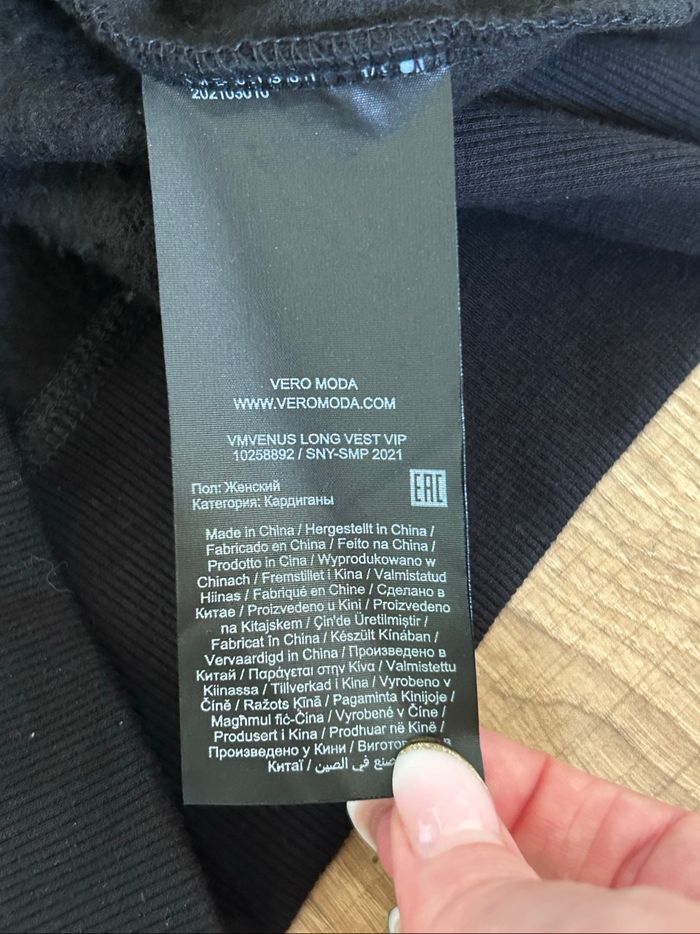 202103010
VERO MODA
WWW.VEROMODA.COM
VMVENUS LONG VEST VIP
10258892 / SNY-SMP 2021
Пол: Женский
Категория: Кардиганы
EAC
Made in China / Hergestellt in China /
Fabricado en China / Feito na China /
Prodotto in Cina / Wyprodukowano w
Chinach / Fremstillet i Kina / Valmistatud
Hiinas / Fabriqué en Chine / Сделано в
Китае / Proizvedeno u Kini / Proizvedeno
na Kitajskem / Çin'de Üretilmiştir /
Fabricat în China / Készült Kínában /
Vervaardigd in China / Произведено в
Китай / Παράγεται στην Κίνα / Valmistettu
Kiinassa / Tillverkad i Kina / Vyrobeno v
Číně / Ražots Ķīnā / Pagaminta Kinijoje /
Magħmul fiċ-Ċina / Vyrobené v Číne /
Produsert i Kina / Prodhuar në Kinë /
Произведено у Кини /
Китаї / صنع في الصين